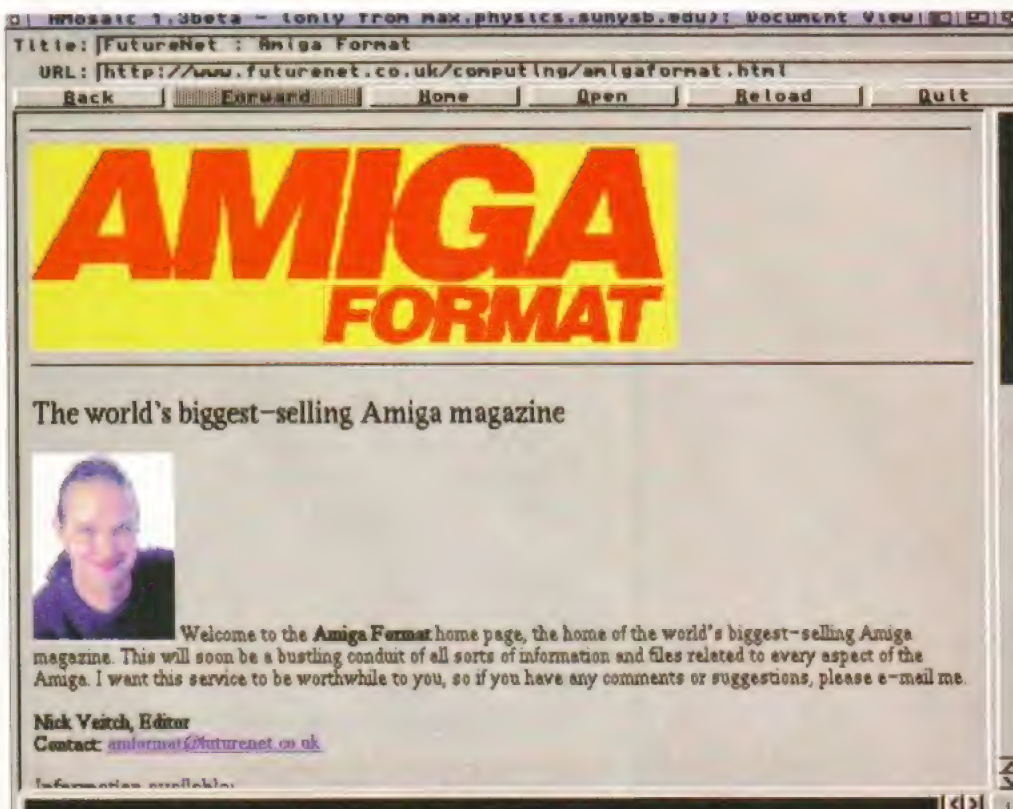 AMosaic 1.3beta - (only from max.physics.sunysb.edu): Document View
Title: FutureNet : Amiga Format
URL: http://www.futurenet.co.uk/computing/amigaformat.html
Back Forward Home Open Reload Quit
AMIGA
FORMAT
The world's biggest-selling Amiga magazine
Welcome to the Amiga Format home page, the home of the world's biggest-selling Amiga
magazine. This will soon be a bustling conduit of all sorts of information and files related to every aspect of the
Amiga. I want this service to be worthwhile to you, so if you have any comments or suggestions, please e-mail me.
Nick Veitch, Editor
Contact: amformat@futurenet.co.uk
Information available: